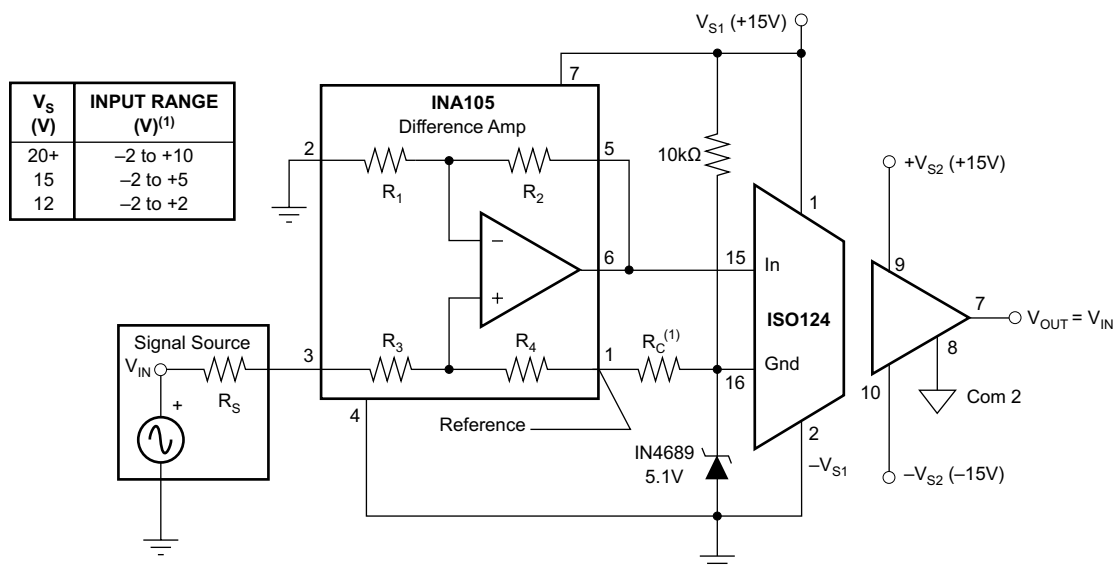 V_S1 (+15V)
V_S (V)
INPUT RANGE (V)^(1)
20+ –2 to +10
15 –2 to +5
12 –2 to +2
7
INA105
Difference Amp
2
R_1
R_2
5
10kΩ
+V_S2 (+15V)
1
–
+
6
15
In
ISO124
9
7
V_OUT = V_IN
8
Signal Source
V_IN
R_S
+
3
R_3
R_4
1
R_C^(1)
Gnd
16
10
Com 2
4
Reference
IN4689
5.1V
2
–V_S1
–V_S2 (–15V)